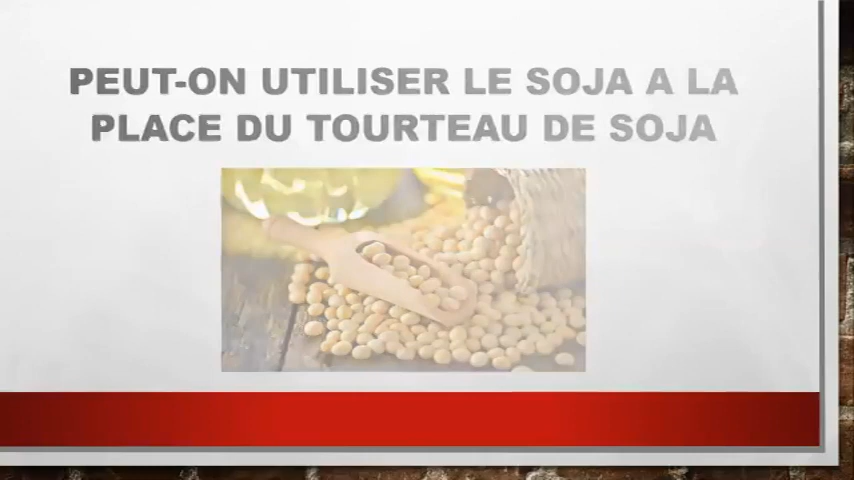 PEUT-ON UTILISER LE SOJA A LA
PLACE DU TOURTEAU DE SOJA